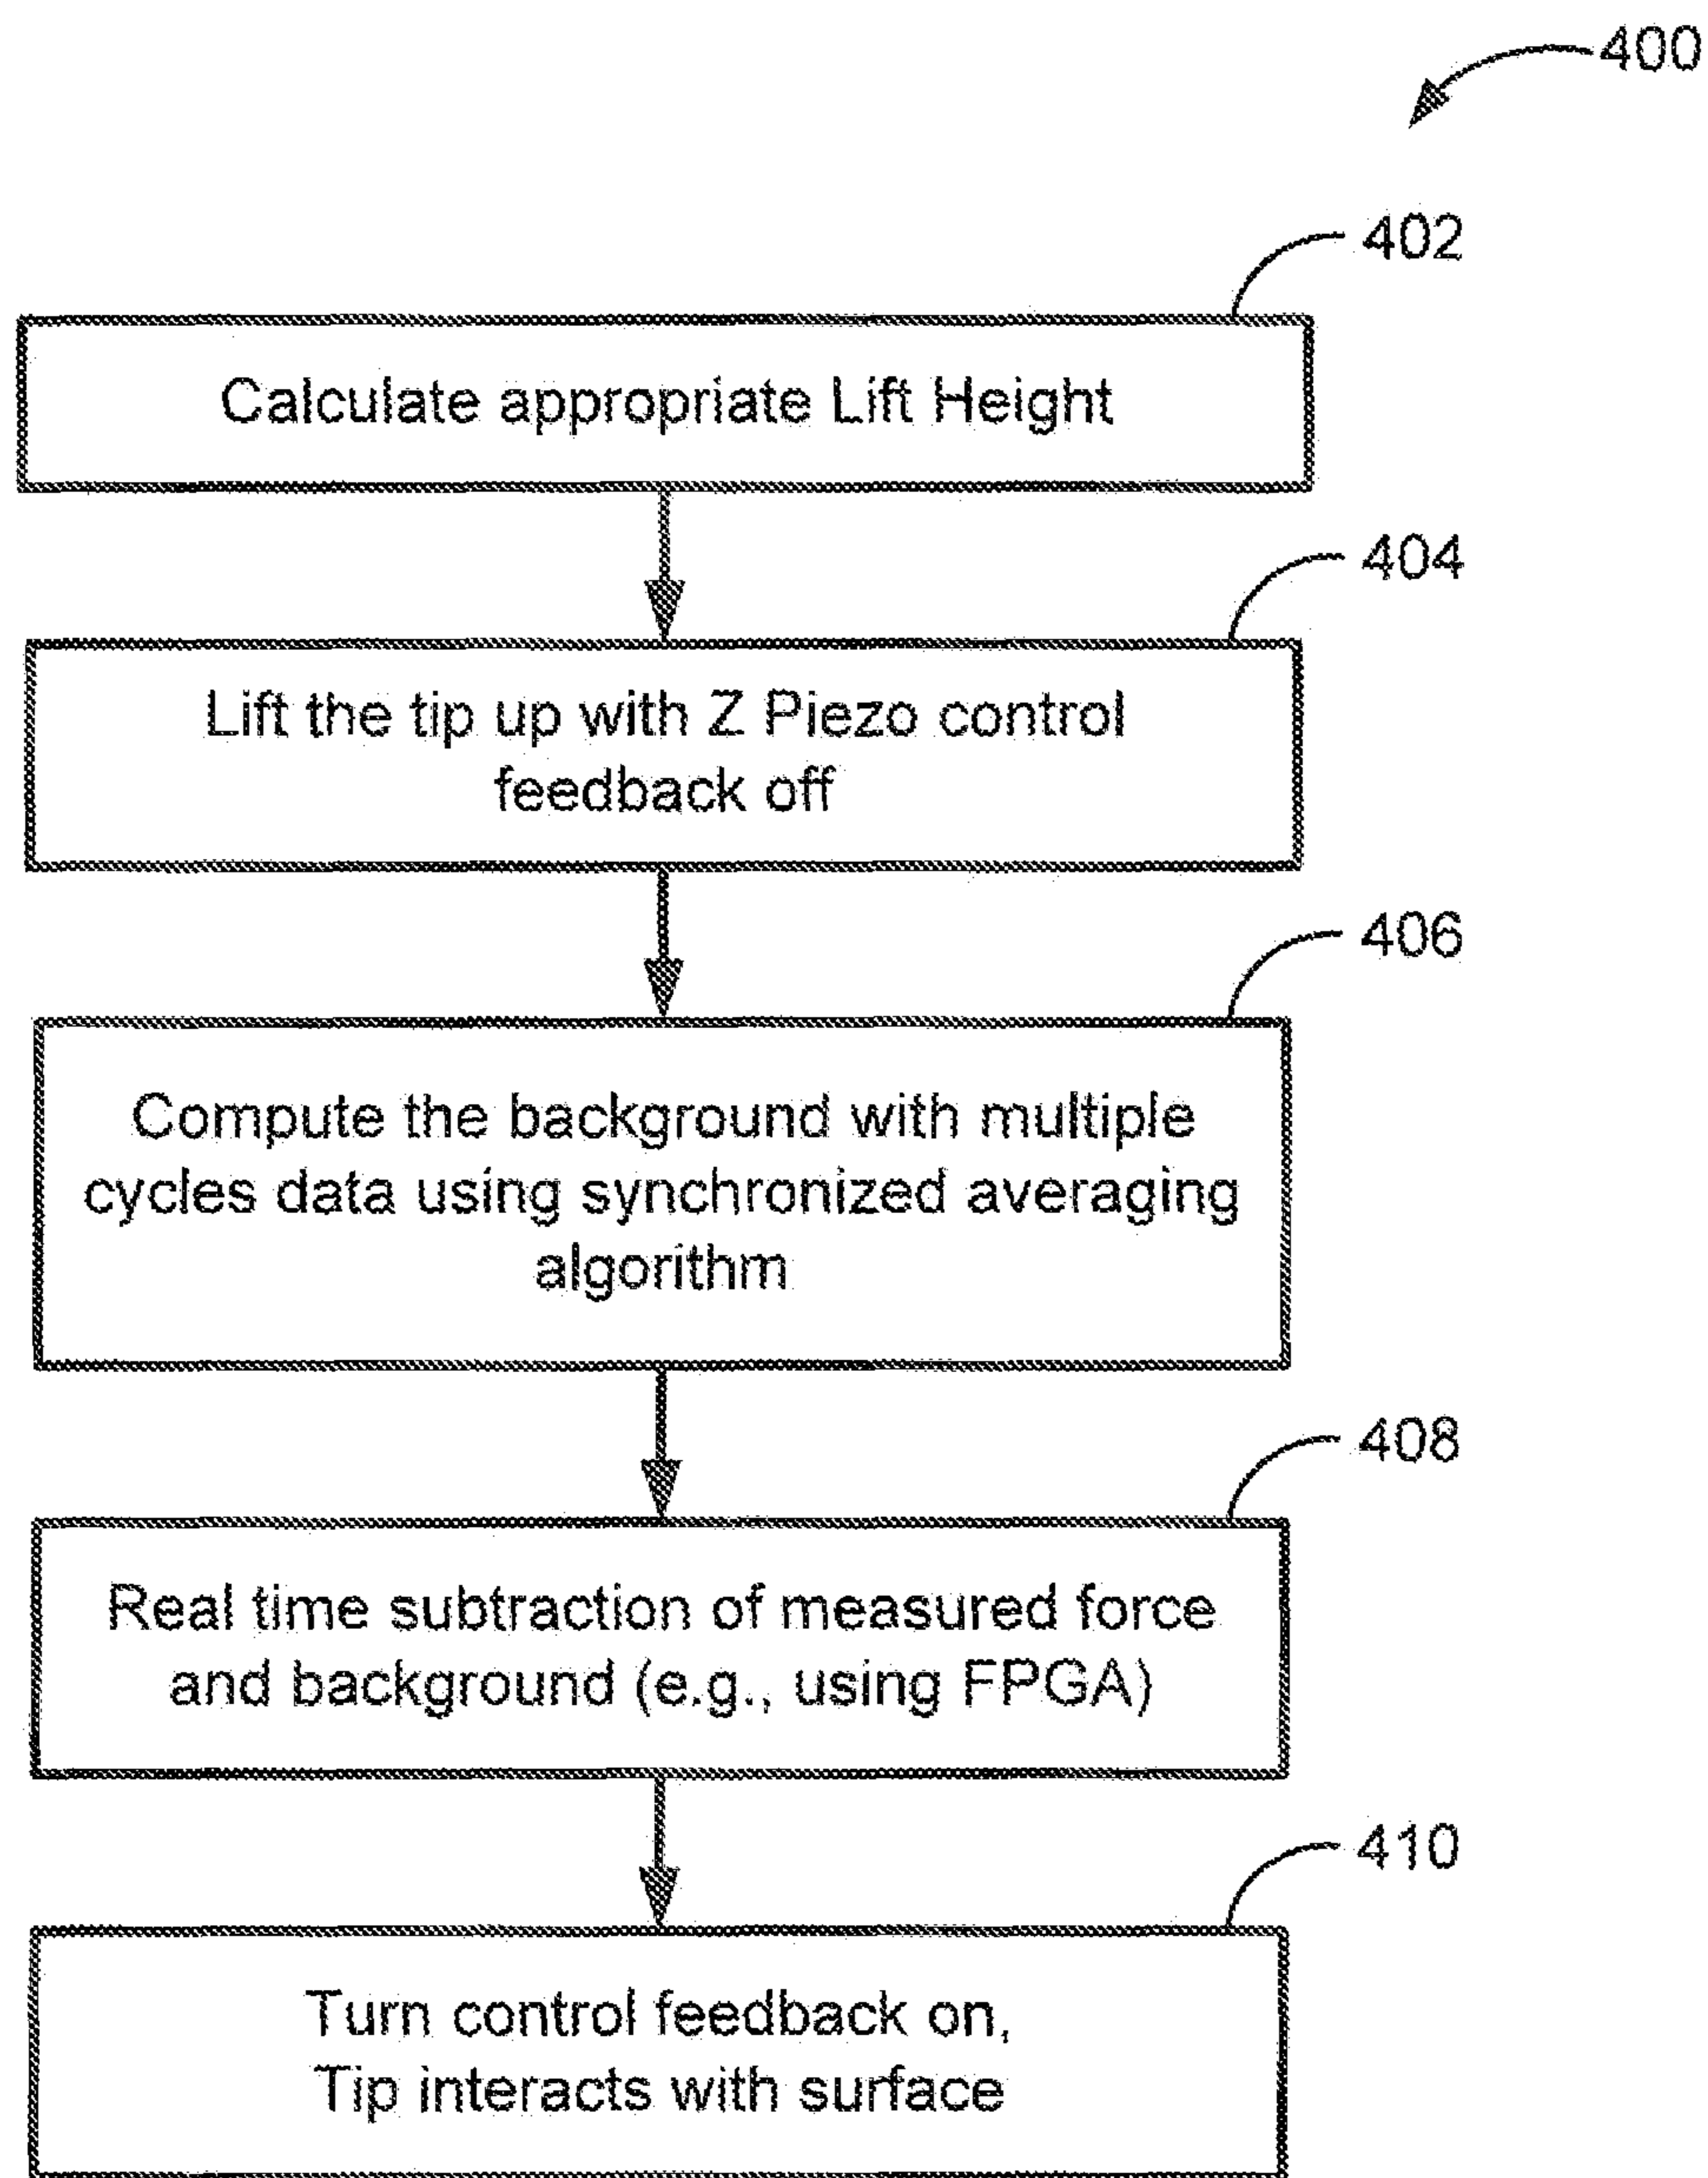 400
402
Calculate appropriate Lift Height
404
Lift the tip up with Z Piezo control
feedback off
406
Compute the background with multiple
cycles data using synchronized averaging
algorithm
408
Real time subtraction of measured force
and background (e.g., using FPGA)
410
Turn control feedback on,
Tip interacts with surface